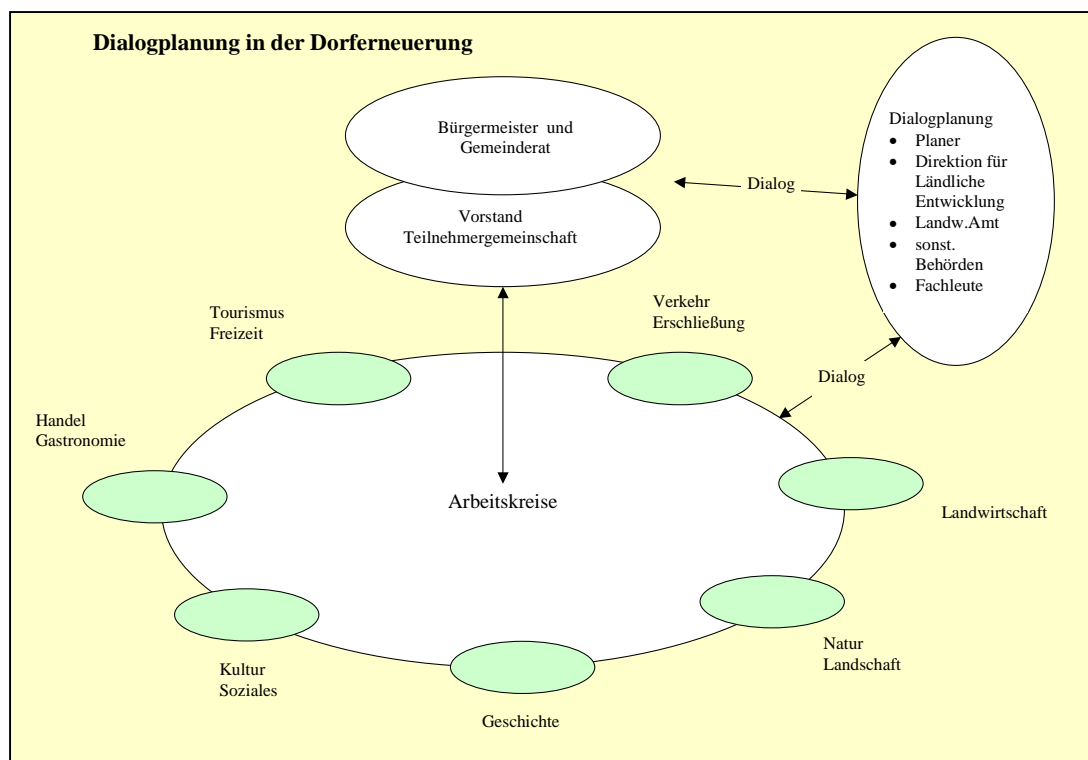 Dialogplanung in der Dorferneuerung
Bürgermeister und
Gemeinderat
Vorstand
Teilnehmergemeinschaft
Dialog
Dialogplanung
• Planer
• Direktion für
Ländliche
Entwicklung
• Landw.Amt
• sonst.
Behörden
• Fachleute
Tourismus
Freizeit
Verkehr
Erschließung
Dialog
Handel
Gastronomie
Arbeitskreise
Landwirtschaft
Natur
Landschaft
Kultur
Soziales
Geschichte